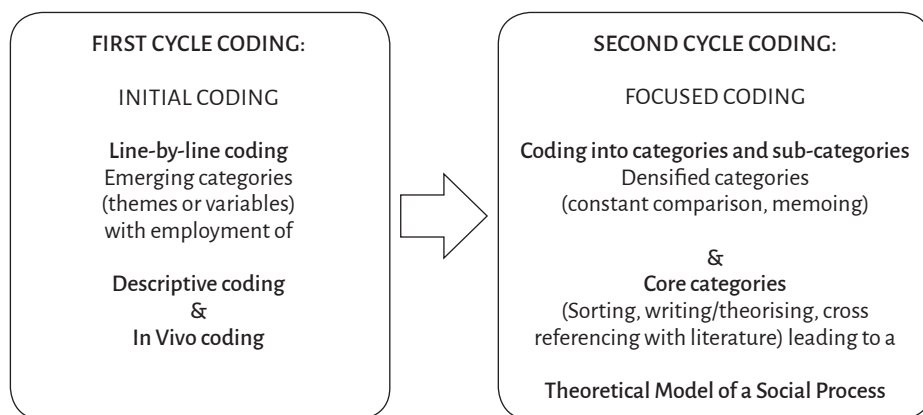 FIRST CYCLE CODING:
INITIAL CODING
Line-by-line coding
Emerging categories
(themes or variables)
with employment of
Descriptive coding
&
In Vivo coding
SECOND CYCLE CODING:
FOCUSED CODING
Coding into categories and sub-categories
Densified categories
(constant comparison, memoing)
&
Core categories
(Sorting, writing/theorising, cross
referencing with literature) leading to a
Theoretical Model of a Social Process